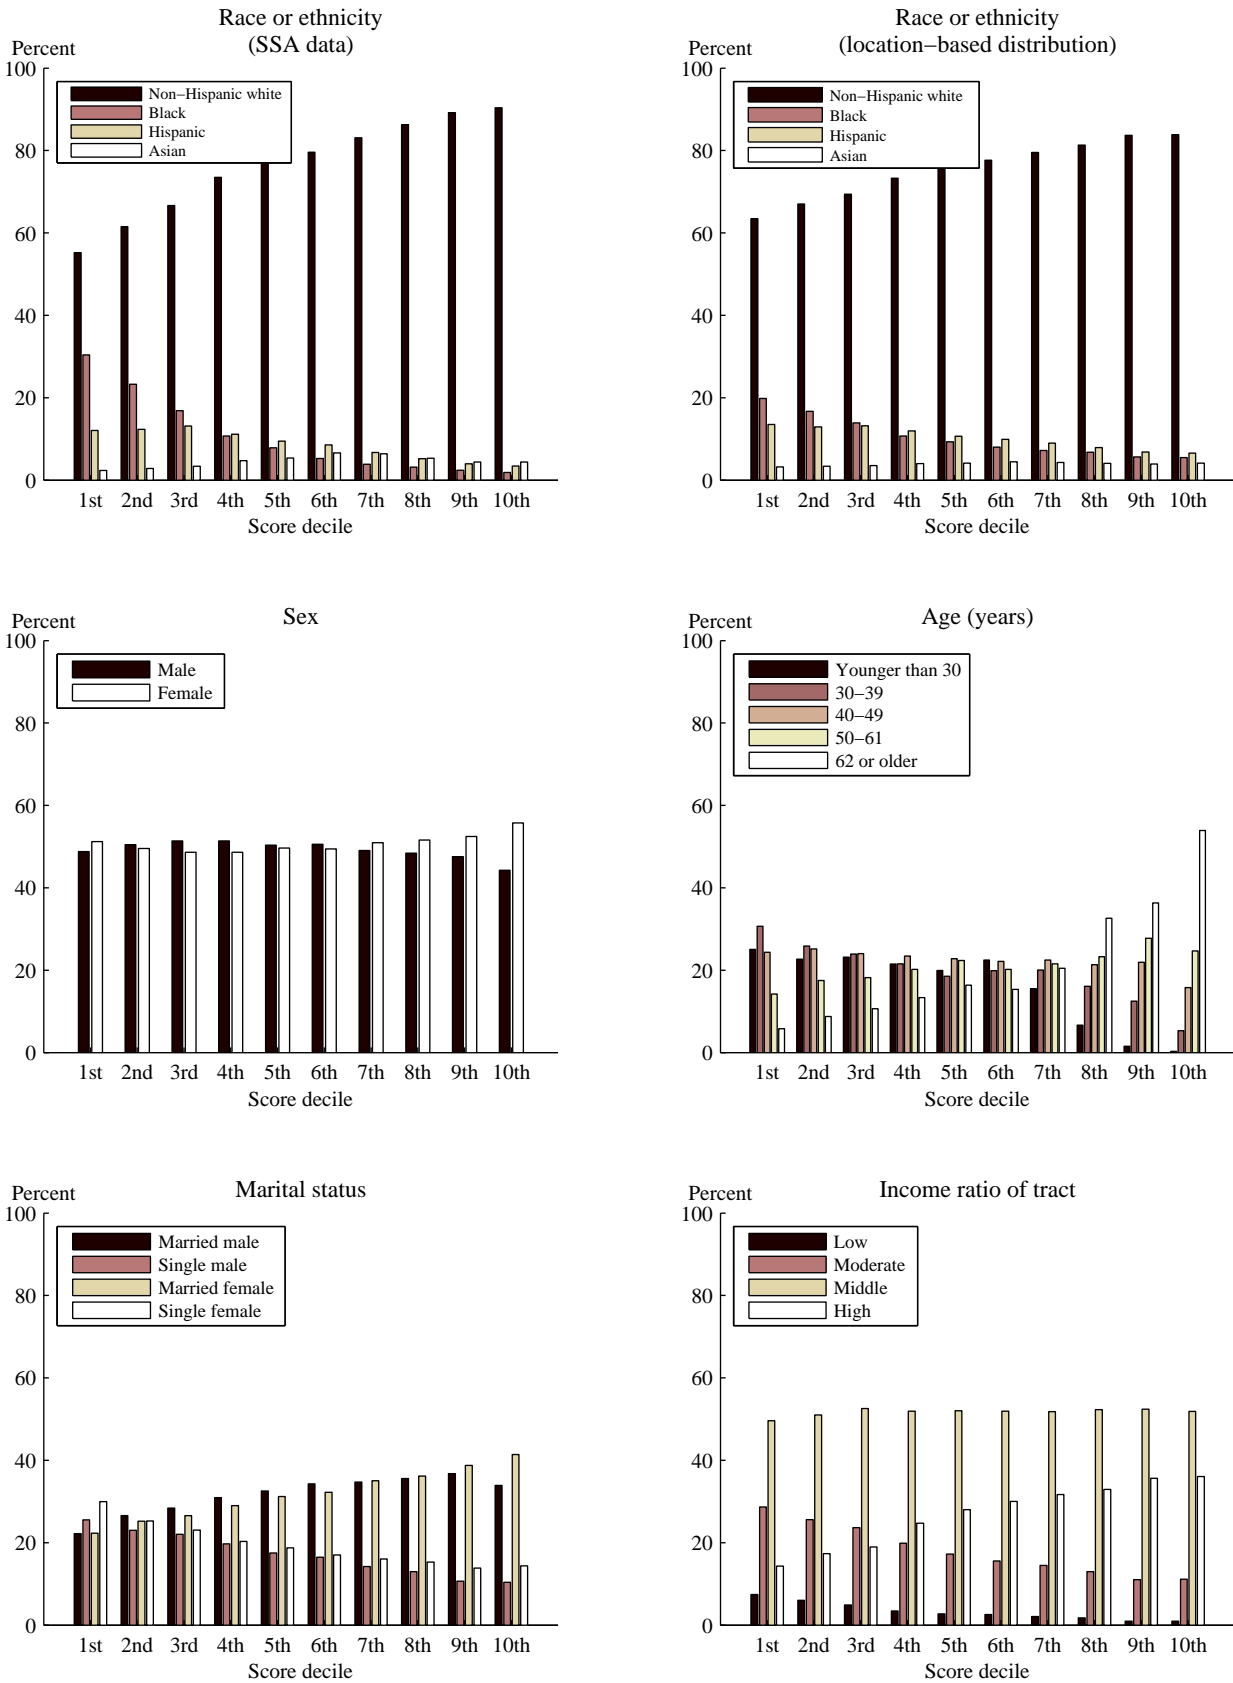 Race or ethnicity
(SSA data)
Percent
100
80
60
40
20
0
Non−Hispanic white
Black
Hispanic
Asian
1st 2nd 3rd 4th 5th 6th 7th 8th 9th 10th
Score decile
Race or ethnicity
(location−based distribution)
Percent
100
80
60
40
20
0
Non−Hispanic white
Black
Hispanic
Asian
1st 2nd 3rd 4th 5th 6th 7th 8th 9th 10th
Score decile
Sex
Percent
100
80
60
40
20
0
Male
Female
1st 2nd 3rd 4th 5th 6th 7th 8th 9th 10th
Score decile
Age (years)
Percent
100
80
60
40
20
0
Younger than 30
30−39
40−49
50−61
62 or older
1st 2nd 3rd 4th 5th 6th 7th 8th 9th 10th
Score decile
Marital status
Percent
100
80
60
40
20
0
Married male
Single male
Married female
Single female
1st 2nd 3rd 4th 5th 6th 7th 8th 9th 10th
Score decile
Income ratio of tract
Percent
100
80
60
40
20
0
Low
Moderate
Middle
High
1st 2nd 3rd 4th 5th 6th 7th 8th 9th 10th
Score decile